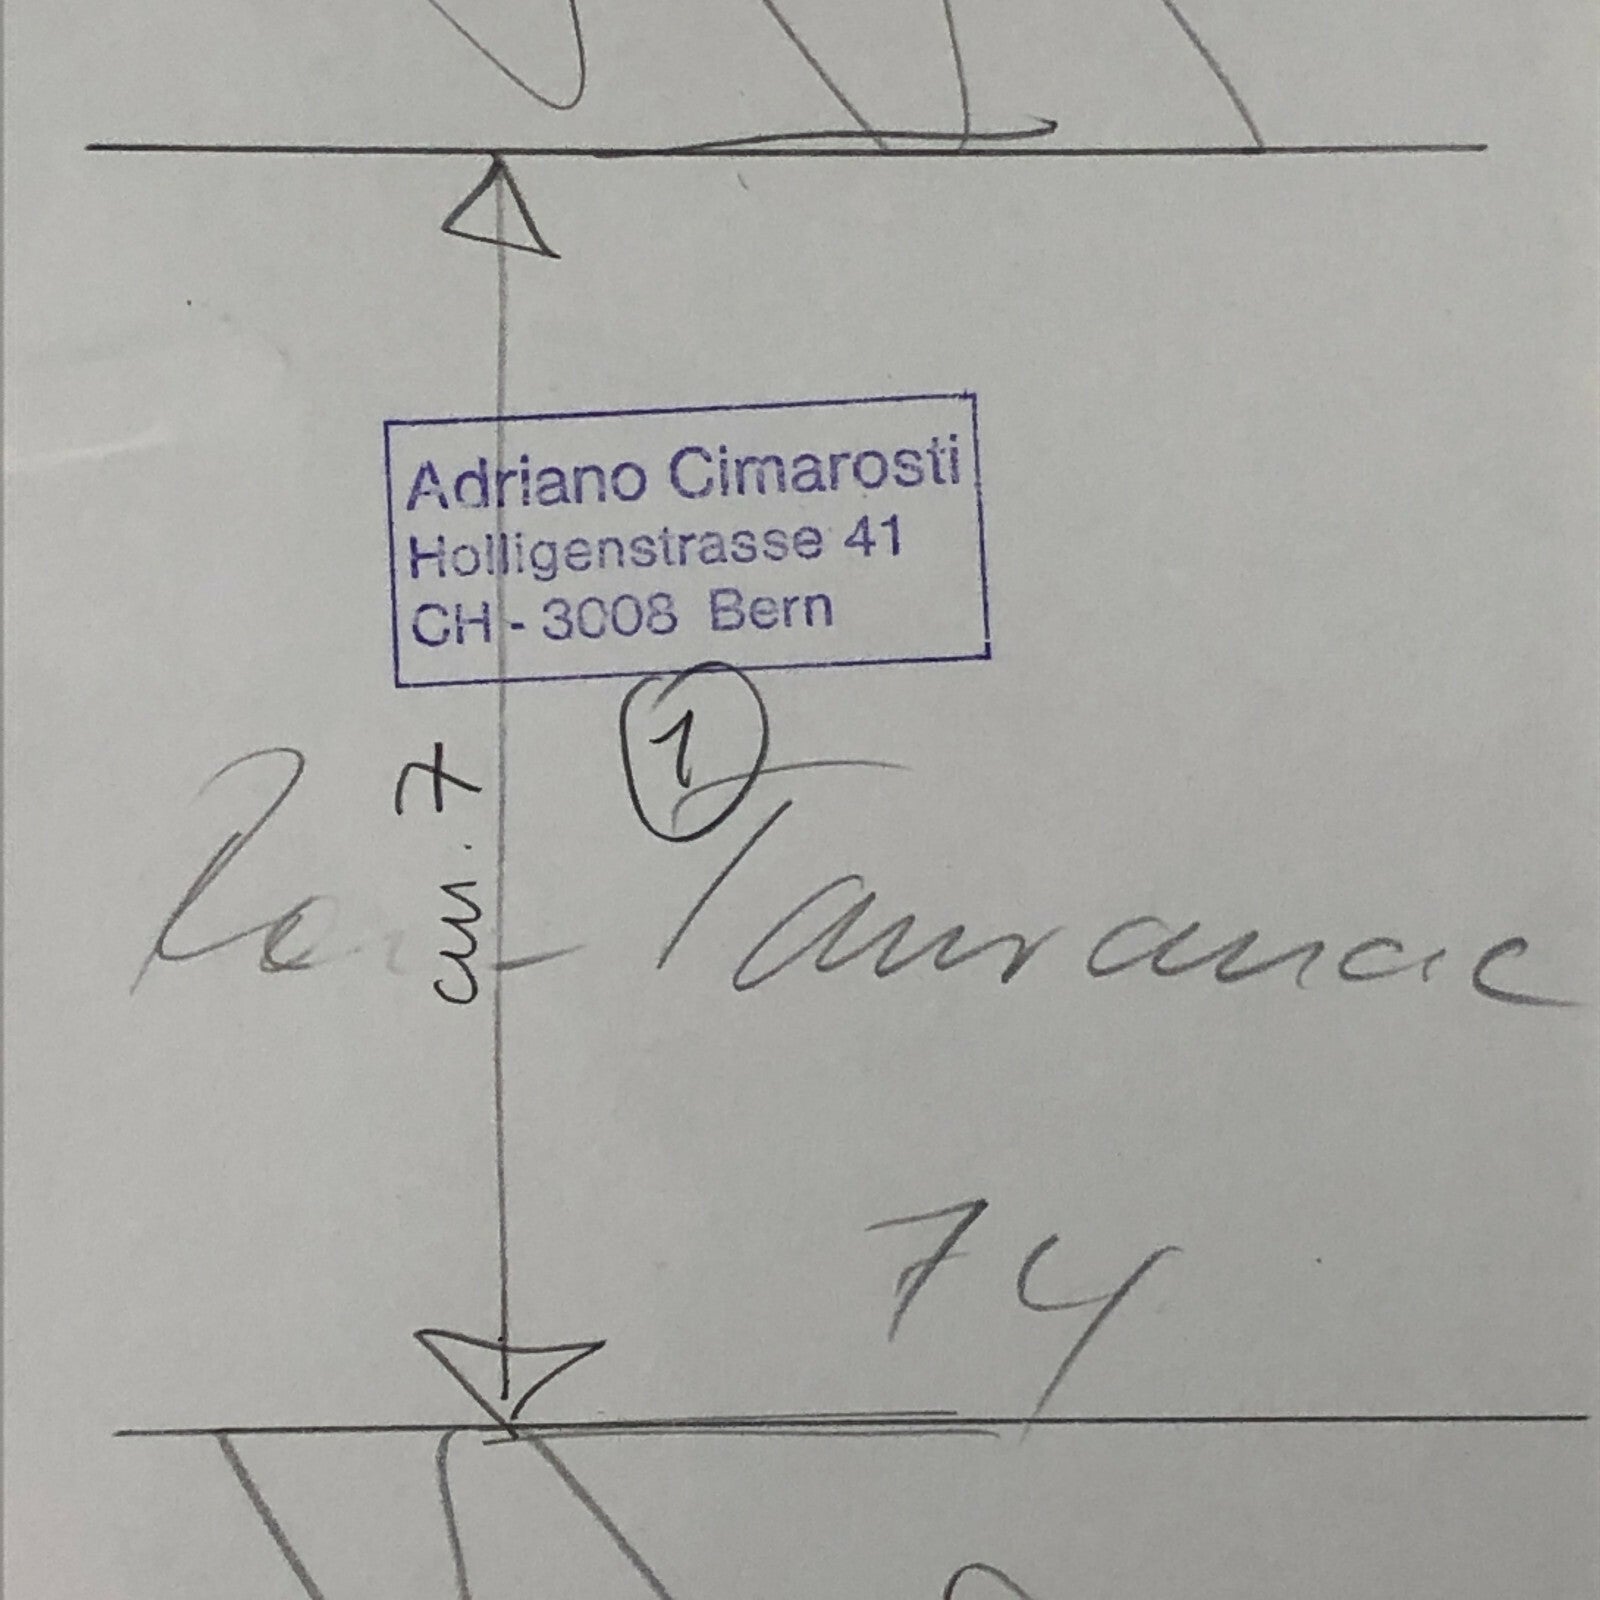 Adriano Cimarosti
Holligenstrasse 41
CH - 3008 Bern
1
cm. 7
74